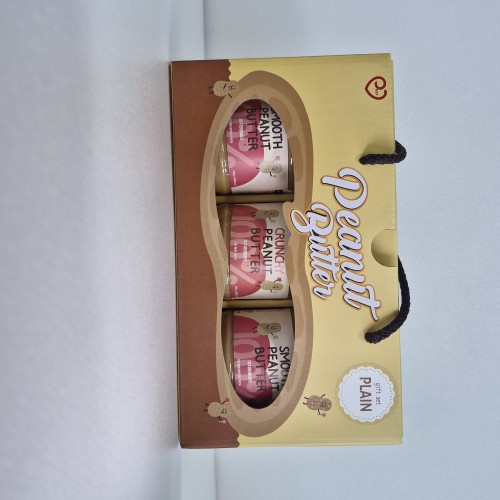 Peanut
Butter
gift set
PLAIN
SMOOTH
PEANUT
BUTTER
CRUNCHY
PEANUT
BUTTER
SMOOTH
PEANUT
BUTTER